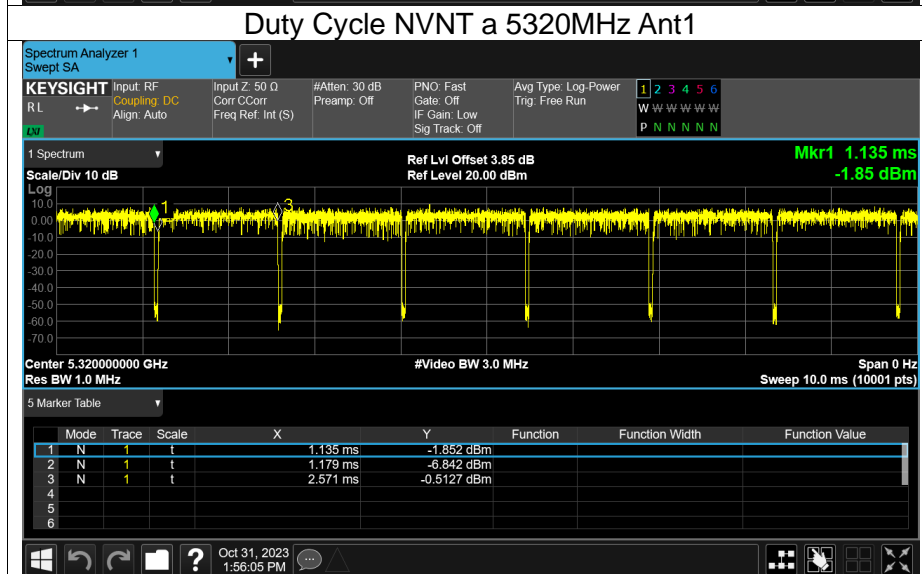 Duty Cycle NVNT a 5320MHz Ant1
Spectrum Analyzer 1
Swept SA
+
KEYSIGHT Input: RF Input Z: 50 Ω #Atten: 30 dB PNO: Fast Avg Type: Log-Power 1 2 3 4 5 6
R L Coupling: DC Corr CCorr Preamp: Off Gate: Off Trig: Free Run W W W W W W
Align: Auto Freq Ref: Int (S) IF Gain: Low
LXI Sig Track: Off P N N N N N
1 Spectrum Ref Lvl Offset 3.85 dB Mkr1 1.135 ms
Scale/Div 10 dB Ref Level 20.00 dBm -1.85 dBm
Log
10.0 1 3
0.00
-10.0
-20.0
-30.0
-40.0
-50.0
-60.0
-70.0
Center 5.320000000 GHz #Video BW 3.0 MHz Span 0 Hz
Res BW 1.0 MHz Sweep 10.0 ms (10001 pts)
5 Marker Table
Mode Trace Scale X Y Function Function Width Function Value
1 N 1 t 1.135 ms -1.852 dBm
2 N 1 t 1.179 ms -6.842 dBm
3 N 1 t 2.571 ms -0.5127 dBm
4
5
6
? Oct 31, 2023
1:56:05 PM